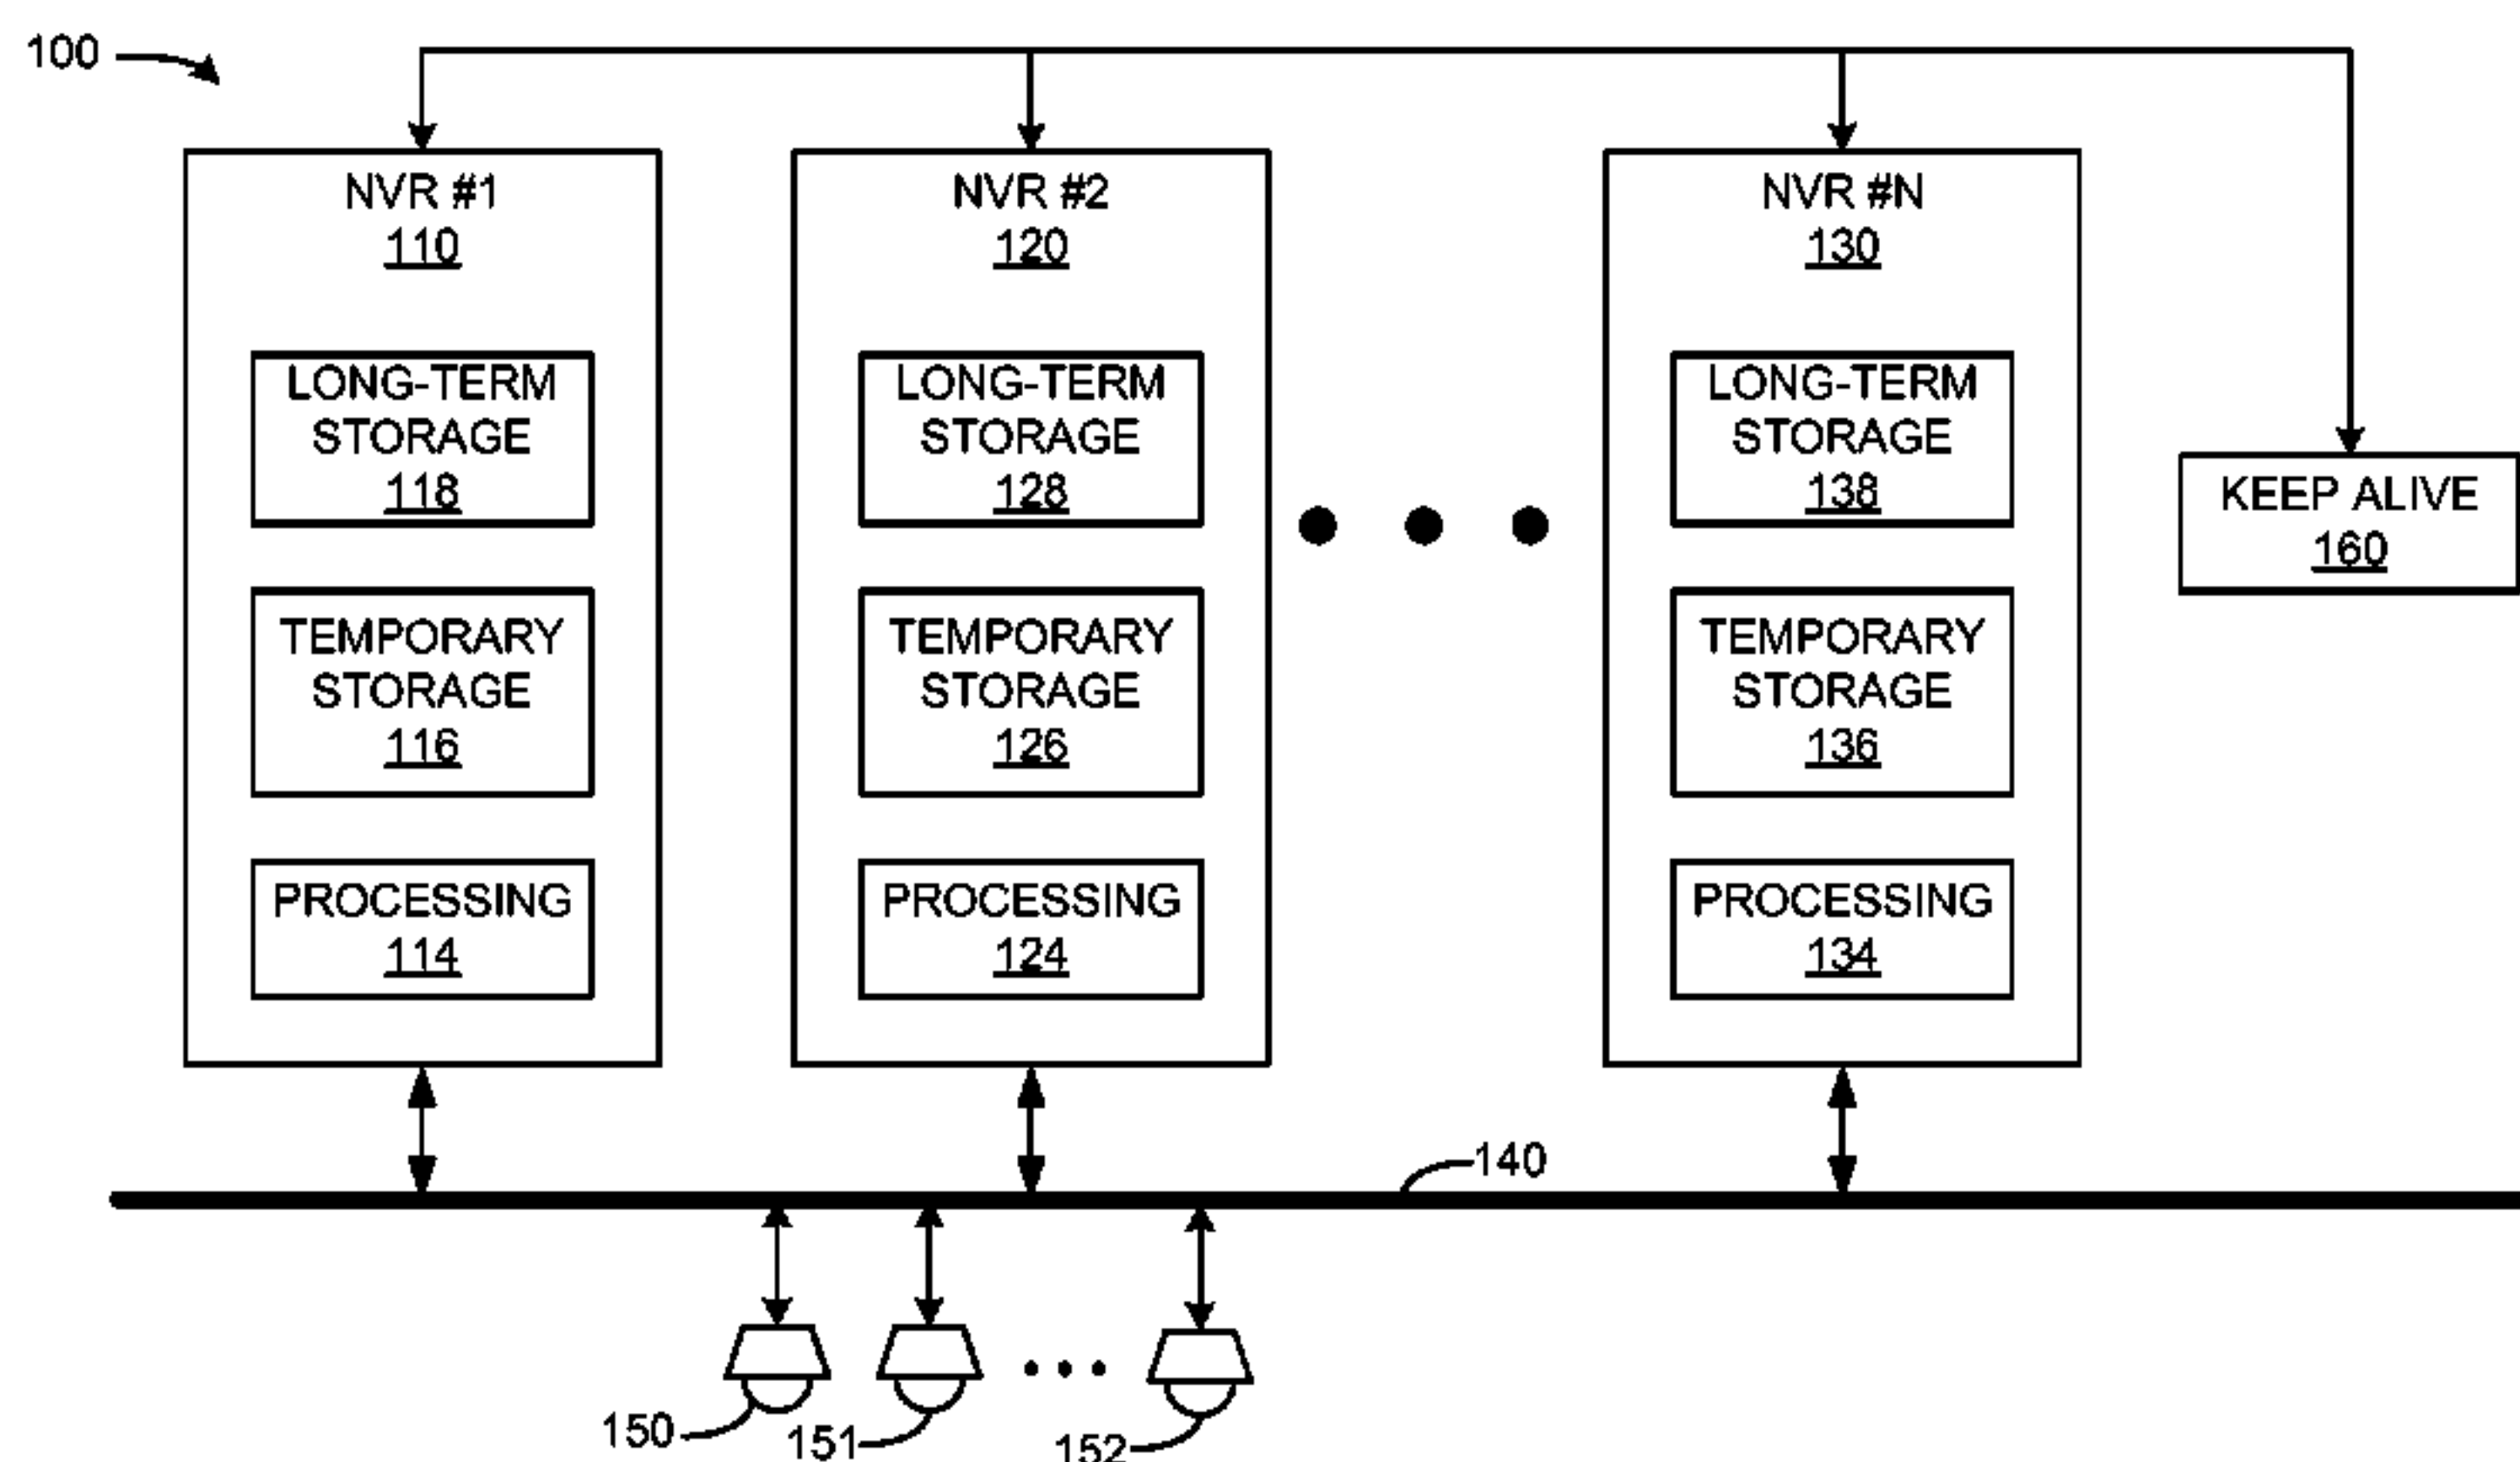 100
NVR #1
110
LONG-TERM
STORAGE
118
TEMPORARY
STORAGE
116
PROCESSING
114
NVR #2
120
LONG-TERM
STORAGE
128
TEMPORARY
STORAGE
126
PROCESSING
124
NVR #N
130
LONG-TERM
STORAGE
138
TEMPORARY
STORAGE
136
PROCESSING
134
KEEP ALIVE
160
140
150
151
152